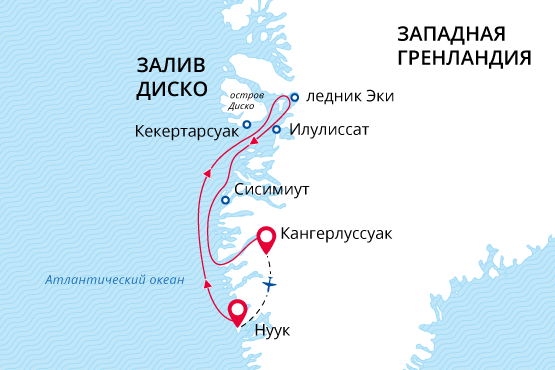 ЗАПАДНАЯ
ГРЕНЛАНДИЯ
ЗАЛИВ
ДИСКО
остров
Диско
ледник Эки
Кекертарсуак
Илулиссат
Сисимиут
Кангерлуссуак
Атлантический океан
Нуук